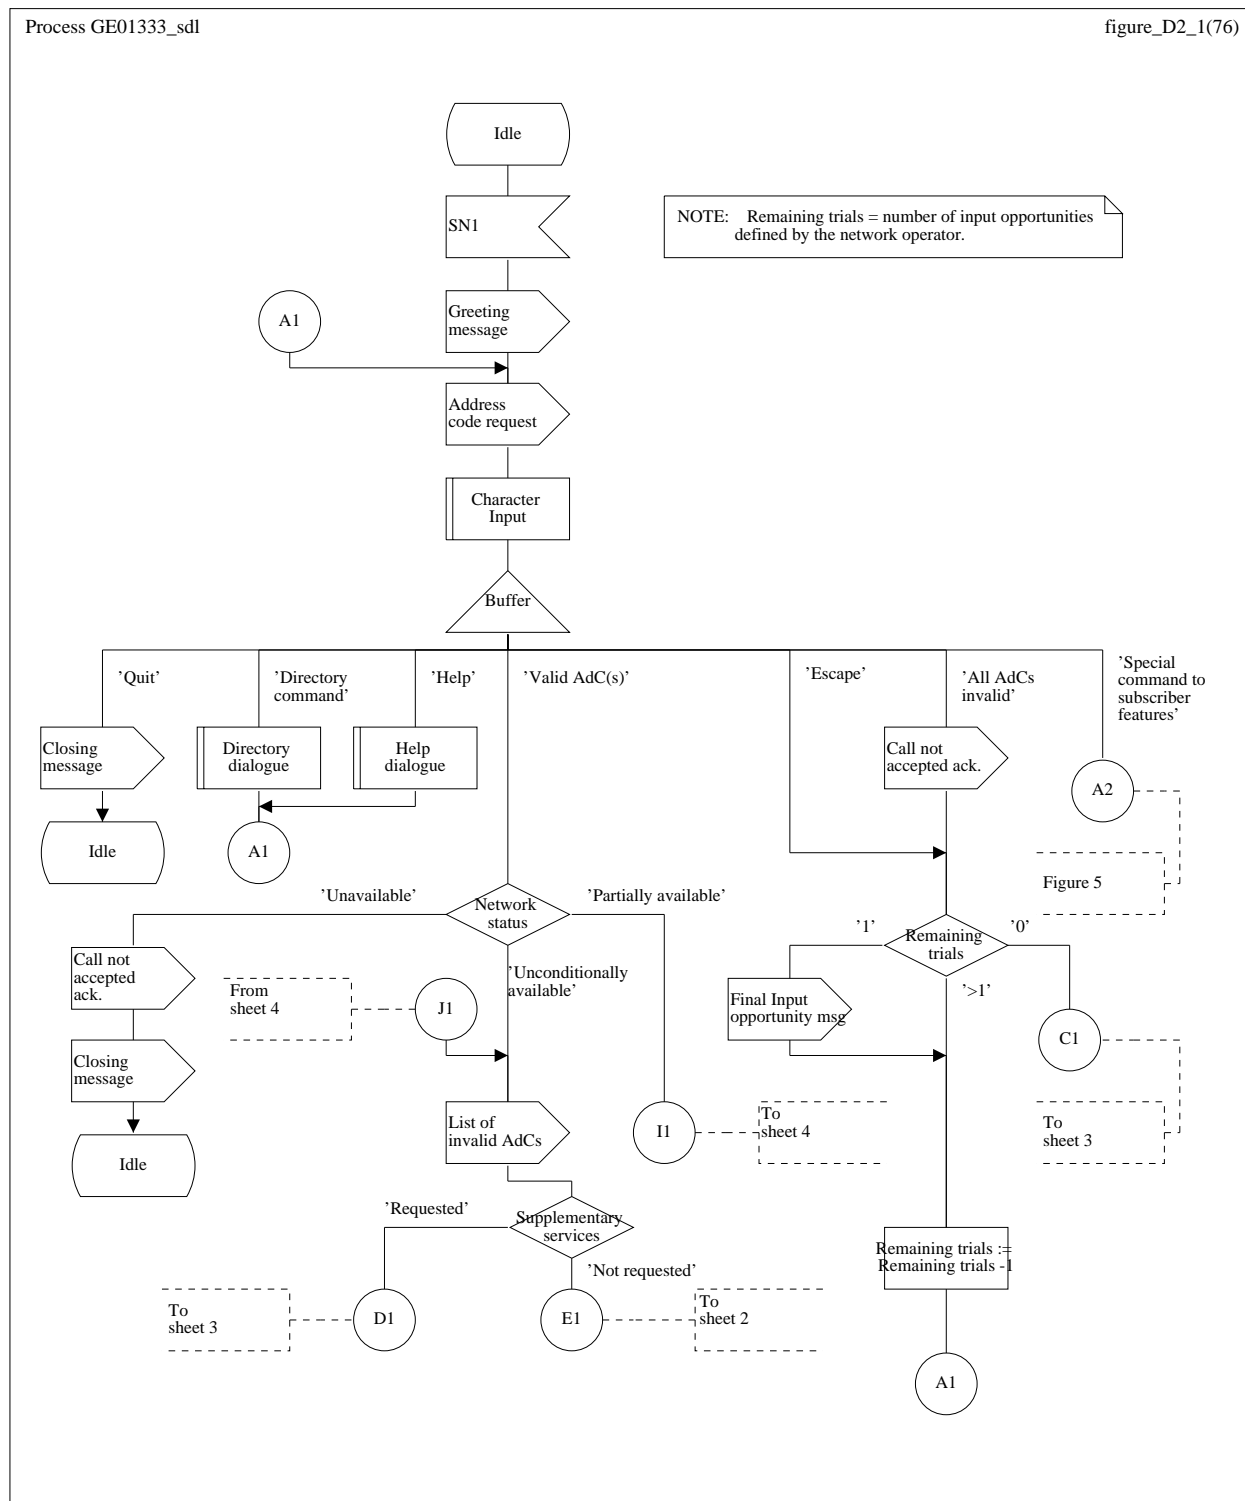 Process GE01333_sdl
figure_D2_1(76)
Idle
SN1
NOTE: Remaining trials = number of input opportunities
defined by the network operator.
A1
Greeting
message
Address
code request
Character
Input
Buffer
’Quit’
’Directory
command’
’Help’
’Valid AdC(s)’
’Escape’
’All AdCs
invalid’
’Special
command to
subscriber
features’
Closing
message
Directory
dialogue
Help
dialogue
Call not
accepted ack.
A2
Idle
A1
Figure 5
’Unavailable’
Network
status
’Partially available’
’1’
Remaining
trials
’0’
Call not
accepted
ack.
From
sheet 4
J1
’Unconditionally
available’
Final Input
opportunity msg
’>1’
C1
Closing
message
List of
invalid AdCs
I1
To
sheet 4
To
sheet 3
Idle
’Requested’
Supplementary
services
’Not requested’
Remaining trials :=
Remaining trials -1
To
sheet 3
D1
E1
To
sheet 2
A1